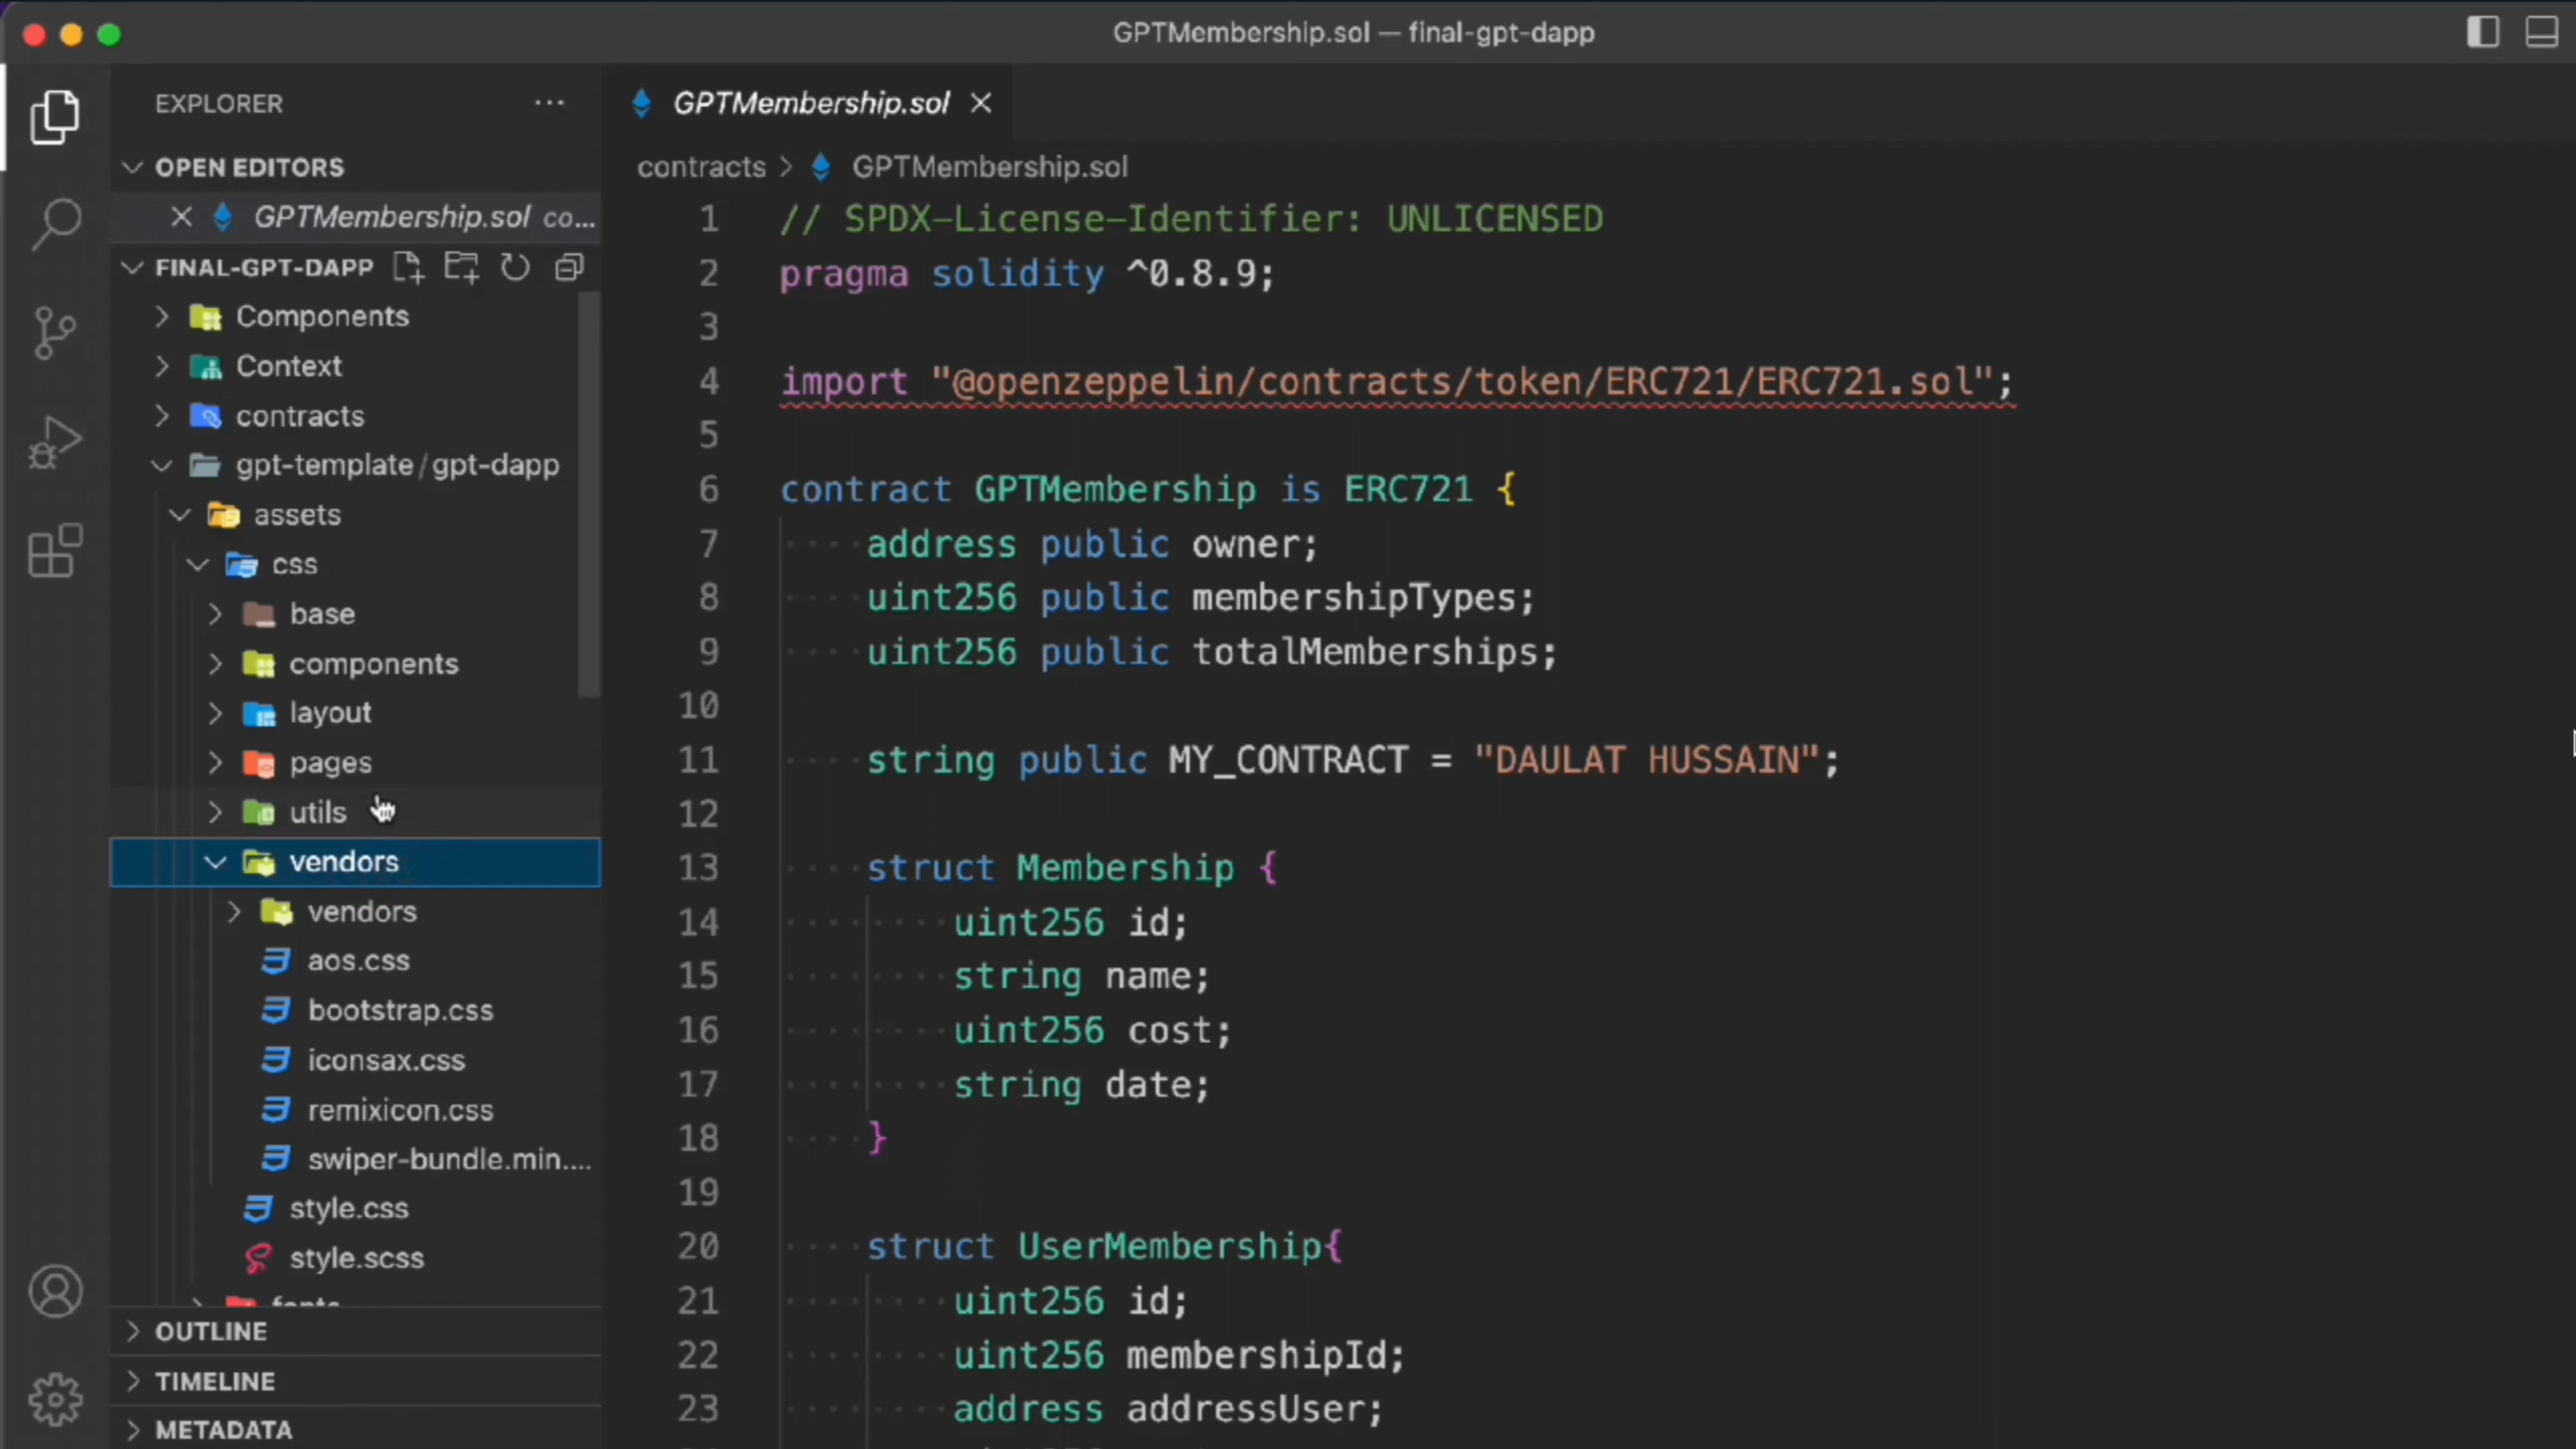 GPTMembership.sol — final-gpt-dapp
EXPLORER
OPEN EDITORS
GPTMembership.sol co...
FINAL-GPT-DAPP
Components
Context
contracts
gpt-template/gpt-dapp
assets
css
base
components
layout
pages
utils
vendors
vendors
aos.css
bootstrap.css
iconsax.css
remixicon.css
swiper-bundle.min....
style.css
style.scss
fonts
OUTLINE
TIMELINE
METADATA
GPTMembership.sol
contracts > GPTMembership.sol
1 // SPDX-License-Identifier: UNLICENSED
2 pragma solidity ^0.8.9;
3
4 import "@openzeppelin/contracts/token/ERC721/ERC721.sol";
5
6 contract GPTMembership is ERC721 {
7 address public owner;
8 uint256 public membershipTypes;
9 uint256 public totalMemberships;
10
11 string public MY_CONTRACT = "DAULAT HUSSAIN";
12
13 struct Membership {
14 uint256 id;
15 string name;
16 uint256 cost;
17 string date;
18 }
19
20 struct UserMembership{
21 uint256 id;
22 uint256 membershipId;
23 address addressUser;